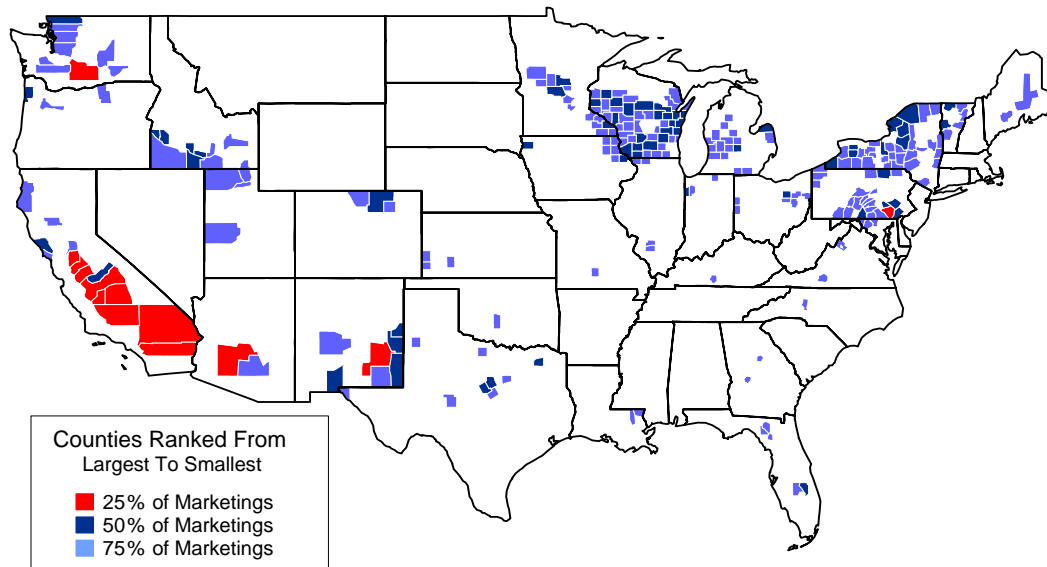 Counties Ranked From
Largest To Smallest
25% of Marketings
50% of Marketings
75% of Marketings